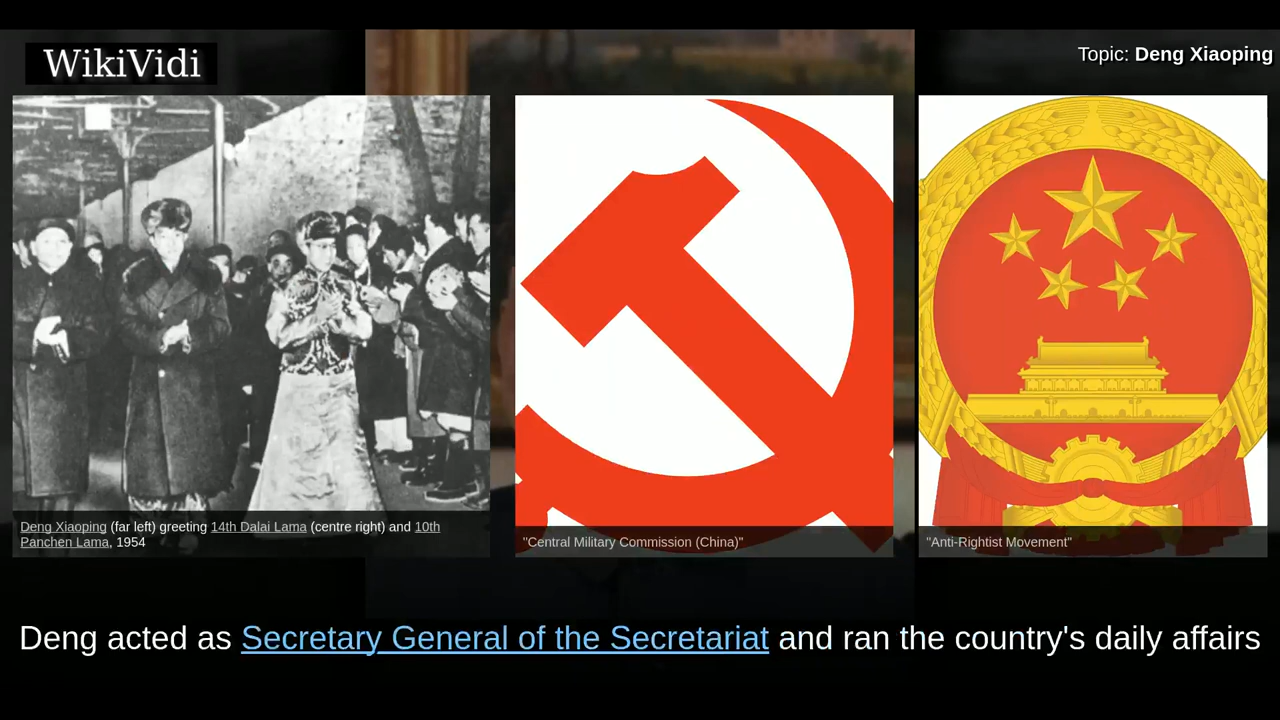 WikiVidi
Topic: Deng Xiaoping
Deng Xiaoping (far left) greeting 14th Dalai Lama (centre right) and 10th
Panchen Lama, 1954
"Central Military Commission (China)"
"Anti-Rightist Movement"
Deng acted as Secretary General of the Secretariat and ran the country's daily affairs